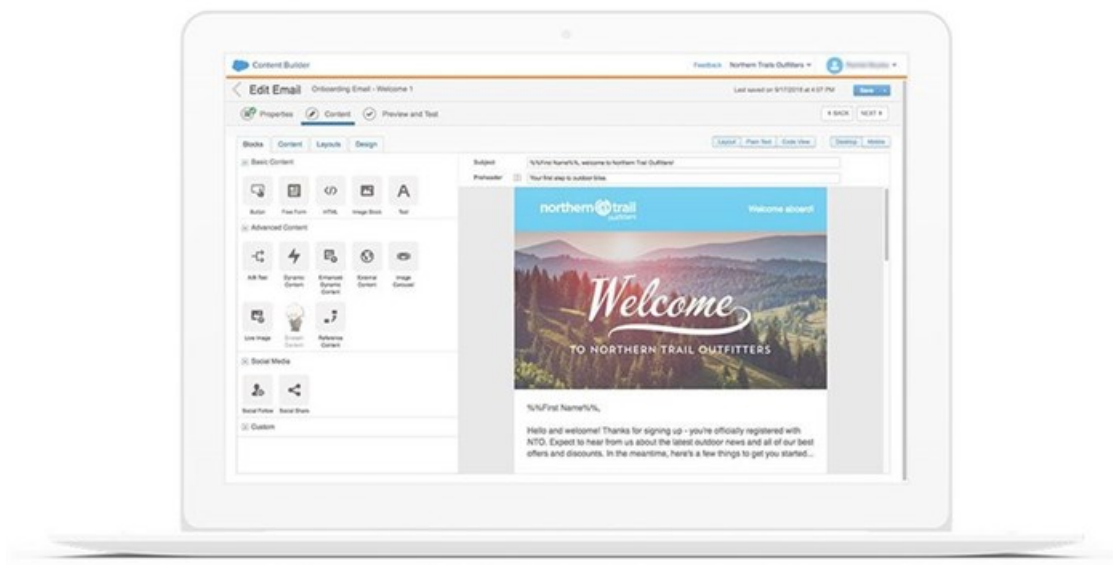 Content Builder
Feedback Northern Trails Outfitters
Edit Email Onboarding Email - Welcome 1
Last saved on 9/17/2018 at 4:07 PM Save
Properties Content Preview and Test
BACK NEXT
Blocks Content Layouts Design
Layout Plain Text Code View Desktop Mobile
Basic Content
Subject %%First Name%%, welcome to Northern Trail Outfitters!
Preheader Your first step to outdoor bliss.
Button Free Form HTML Image Block Text
northern trail
outfitters
Welcome aboard!
Advanced Content
A/B Test Dynamic Content Enhanced Dynamic Content External Content Image Carousel
Live Image Einstein Content Reference Content
Welcome
TO NORTHERN TRAIL OUTFITTERS
Social Media
Social Follow Social Share
Custom
%%First Name%%,
Hello and welcome! Thanks for signing up - you're officially registered with
NTO. Expect to hear from us about the latest outdoor news and all of our best
offers and discounts. In the meantime, here's a few things to get you started...